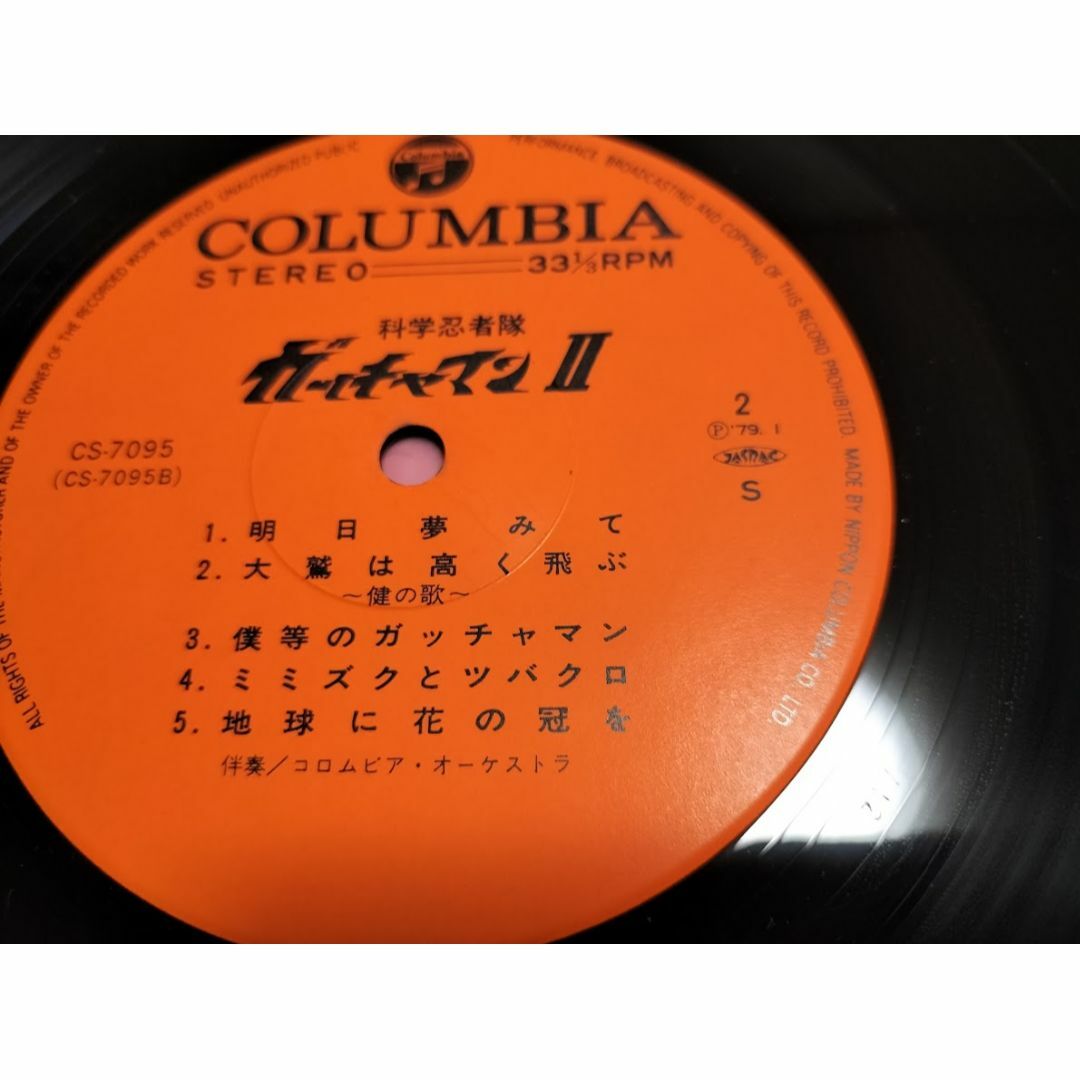 Columbia
COLUMBIA
STEREO 33⅓RPM
科学忍者隊
ガッチャマンⅡ
CS-7095
(CS-7095B)
2
Ⓟ'79. 1
JASRAC
S
1. 明日夢みて
2. 大鷲は高く飛ぶ
～健の歌～
3. 僕等のガッチャマン
4. ミミズクとツバクロ
5. 地球に花の冠を
伴奏／コロムビア・オーケストラ
ALL RIGHTS OF THE AND OF THE OWNER OF THE RECORDED WORK RESERVED. UNAUTHORIZED PUBLIC PERFORMANCE. BROADCASTING AND COPYING OF THIS RECORD PROHIBITED. MADE BY NIPPON COLUMBIA CO., LTD.